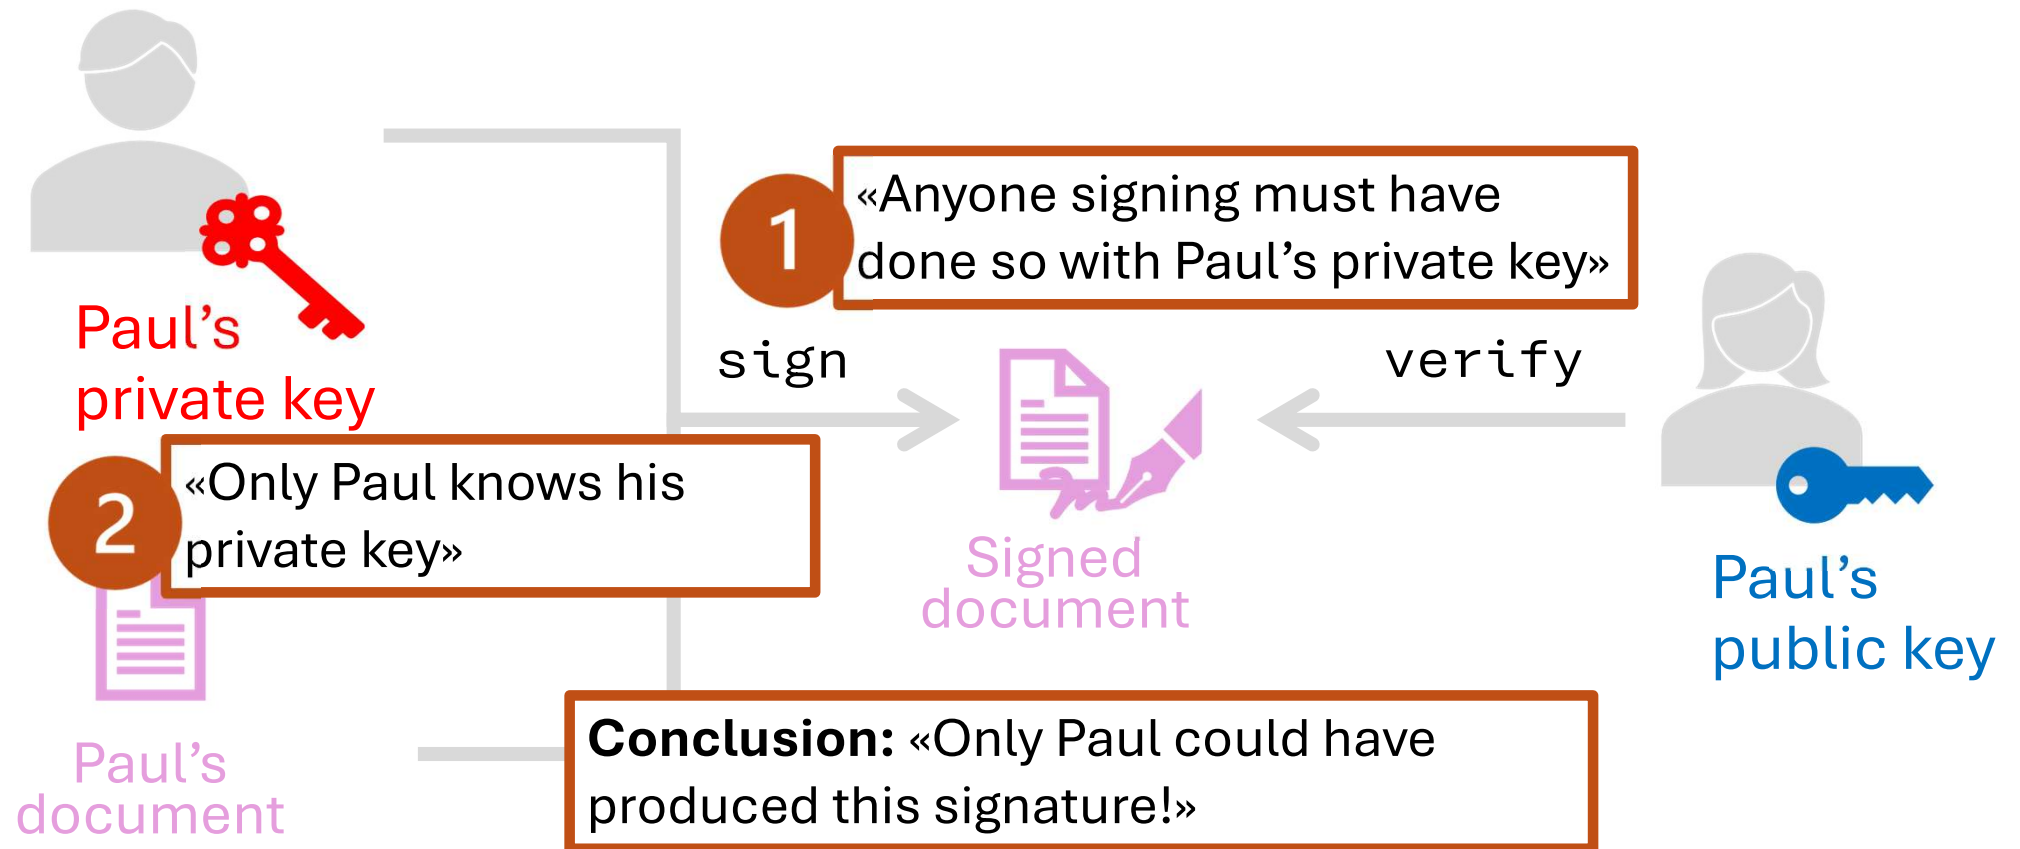 1
«Anyone signing must have
done so with Paul’s private key»
Paul’s
private key
sign
verify
2
«Only Paul knows his
private key»
Signed
document
Paul’s
public key
Paul’s
document
Conclusion: «Only Paul could have
produced this signature!»